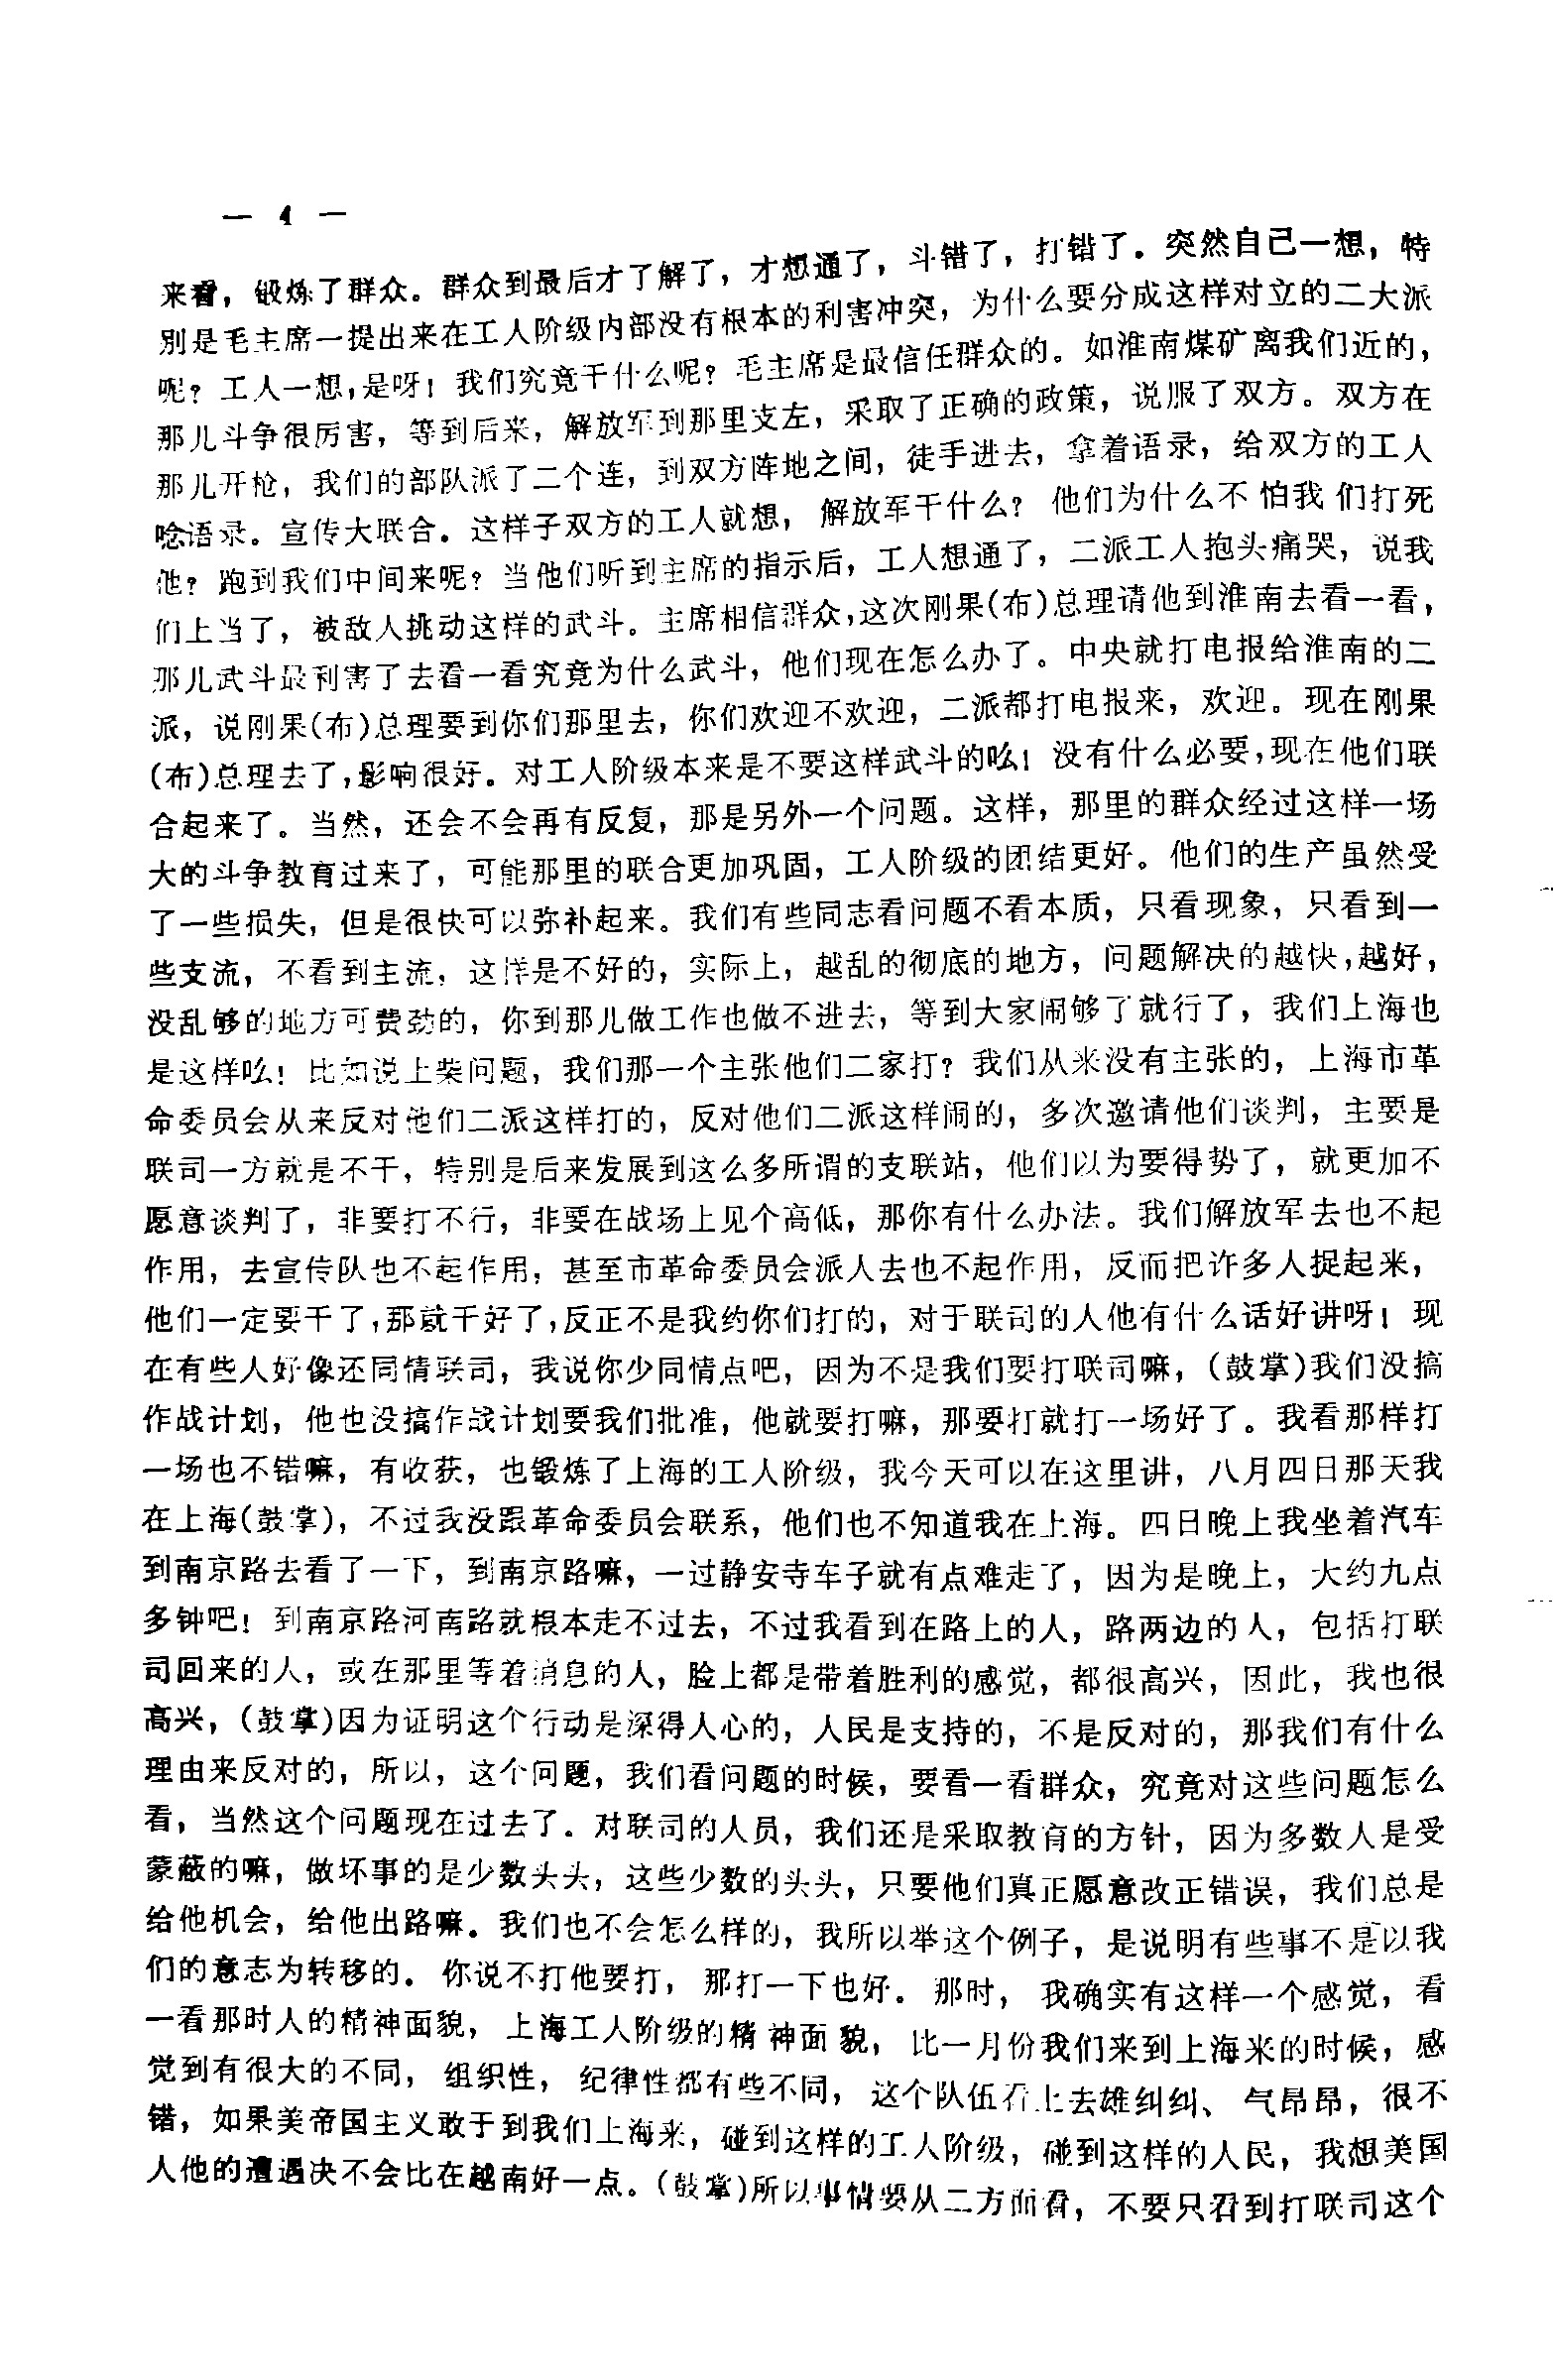 — 4 —
来看，锻炼了群众。群众到最后才了解了，才想通了，斗错了，打错了。突然自己一想，特
别是毛主席一提出来在工人阶级内部没有根本的利害冲突，为什么要分成这样对立的二大派
呢？工人一想，是呀！我们究竟干什么呢？毛主席是最信任群众的。如淮南煤矿离我们近的，
那儿斗争很厉害，等到后来，解放军到那里支左，采取了正确的政策，说服了双方。双方在
那儿开枪，我们的部队派了二个连，到双方阵地之间，徒手进去，拿着语录，给双方的工人
唸语录。宣传大联合。这样子双方的工人就想，解放军干什么？他们为什么不怕我们打死
他？跑到我们中间来呢？当他们听到主席的指示后，工人想通了，二派工人抱头痛哭，说我
们上当了，被敌人挑动这样的武斗。主席相信群众，这次刚果(布)总理请他到淮南去看一看，
那儿武斗最利害了去看一看究竟为什么武斗，他们现在怎么办了。中央就打电报给淮南的二
派，说刚果(布)总理要到你们那里去，你们欢迎不欢迎，二派都打电报来，欢迎。现在刚果
(布)总理去了，影响很好。对工人阶级本来是不要这样武斗的吆！没有什么必要，现在他们联
合起来了。当然，还会不会再有反复，那是另外一个问题。这样，那里的群众经过这样一场
大的斗争教育过来了，可能那里的联合更加巩固，工人阶级的团结更好。他们的生产虽然受
了一些损失，但是很快可以弥补起来。我们有些同志看问题不看本质，只看现象，只看到一
些支流，不看到主流，这样是不好的，实际上，越乱的彻底的地方，问题解决的越快，越好，
没乱够的地方可费劲的，你到那儿做工作也做不进去，等到大家闹够了就行了，我们上海也
是这样吆！比如说上柴问题，我们那一个主张他们二家打？我们从来没有主张的，上海市革
命委员会从来反对他们二派这样打的，反对他们二派这样闹的，多次邀请他们谈判，主要是
联司一方就是不干，特别是后来发展到这么多所谓的支联站，他们以为要得势了，就更加不
愿意谈判了，非要打不行，非要在战场上见个高低，那你有什么办法。我们解放军去也不起
作用，去宣传队也不起作用，甚至市革命委员会派人去也不起作用，反而把许多人捉起来，
他们一定要干了，那就干好了，反正不是我约你们打的，对于联司的人他有什么话好讲呀！现
在有些人好像还同情联司，我说你少同情点吧，因为不是我们要打联司嘛，(鼓掌)我们没搞
作战计划，他也没搞作战计划要我们批准，他就要打嘛，那要打就打一场好了。我看那样打
一场也不错嘛，有收获，也锻炼了上海的工人阶级，我今天可以在这里讲，八月四日那天我
在上海(鼓掌)，不过我没跟革命委员会联系，他们也不知道我在上海。四日晚上我坐着汽车
到南京路去看了一下，到南京路嘛，一过静安寺车子就有点难走了，因为是晚上，大约九点
多钟吧！到南京路河南路就根本走不过去，不过我看到在路上的人，路两边的人，包括打联
司回来的人，或在那里等着消息的人，脸上都是带着胜利的感觉，都很高兴，因此，我也很
高兴，(鼓掌)因为证明这个行动是深得人心的，人民是支持的，不是反对的，那我们有什么
理由来反对的，所以，这个问题，我们看问题的时候，要看一看群众，究竟对这些问题怎么
看，当然这个问题现在过去了。对联司的人员，我们还是采取教育的方针，因为多数人是受
蒙蔽的嘛，做坏事的是少数头头，这些少数的头头，只要他们真正愿意改正错误，我们总是
给他机会，给他出路嘛。我们也不会怎么样的，我所以举这个例子，是说明有些事不是以我
们的意志为转移的。你说不打他要打，那打一下也好。那时，我确实有这样一个感觉，看
一看那时人的精神面貌，上海工人阶级的精神面貌，比一月份我们来到上海来的时候，感
觉到有很大的不同，组织性，纪律性都有些不同，这个队伍看上去雄纠纠、气昂昂，很不
错，如果美帝国主义敢于到我们上海来，碰到这样的工人阶级，碰到这样的人民，我想美国
人他的遭遇决不会比在越南好一点。(鼓掌)所以事情要从二方面看，不要只看到打联司这个